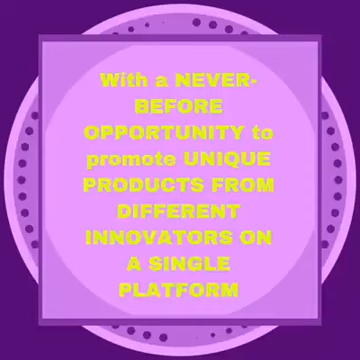 With a NEVER-
BEFORE
OPPORTUNITY to
promote UNIQUE
PRODUCTS FROM
DIFFERENT
INNOVATORS ON
A SINGLE
PLATFORM